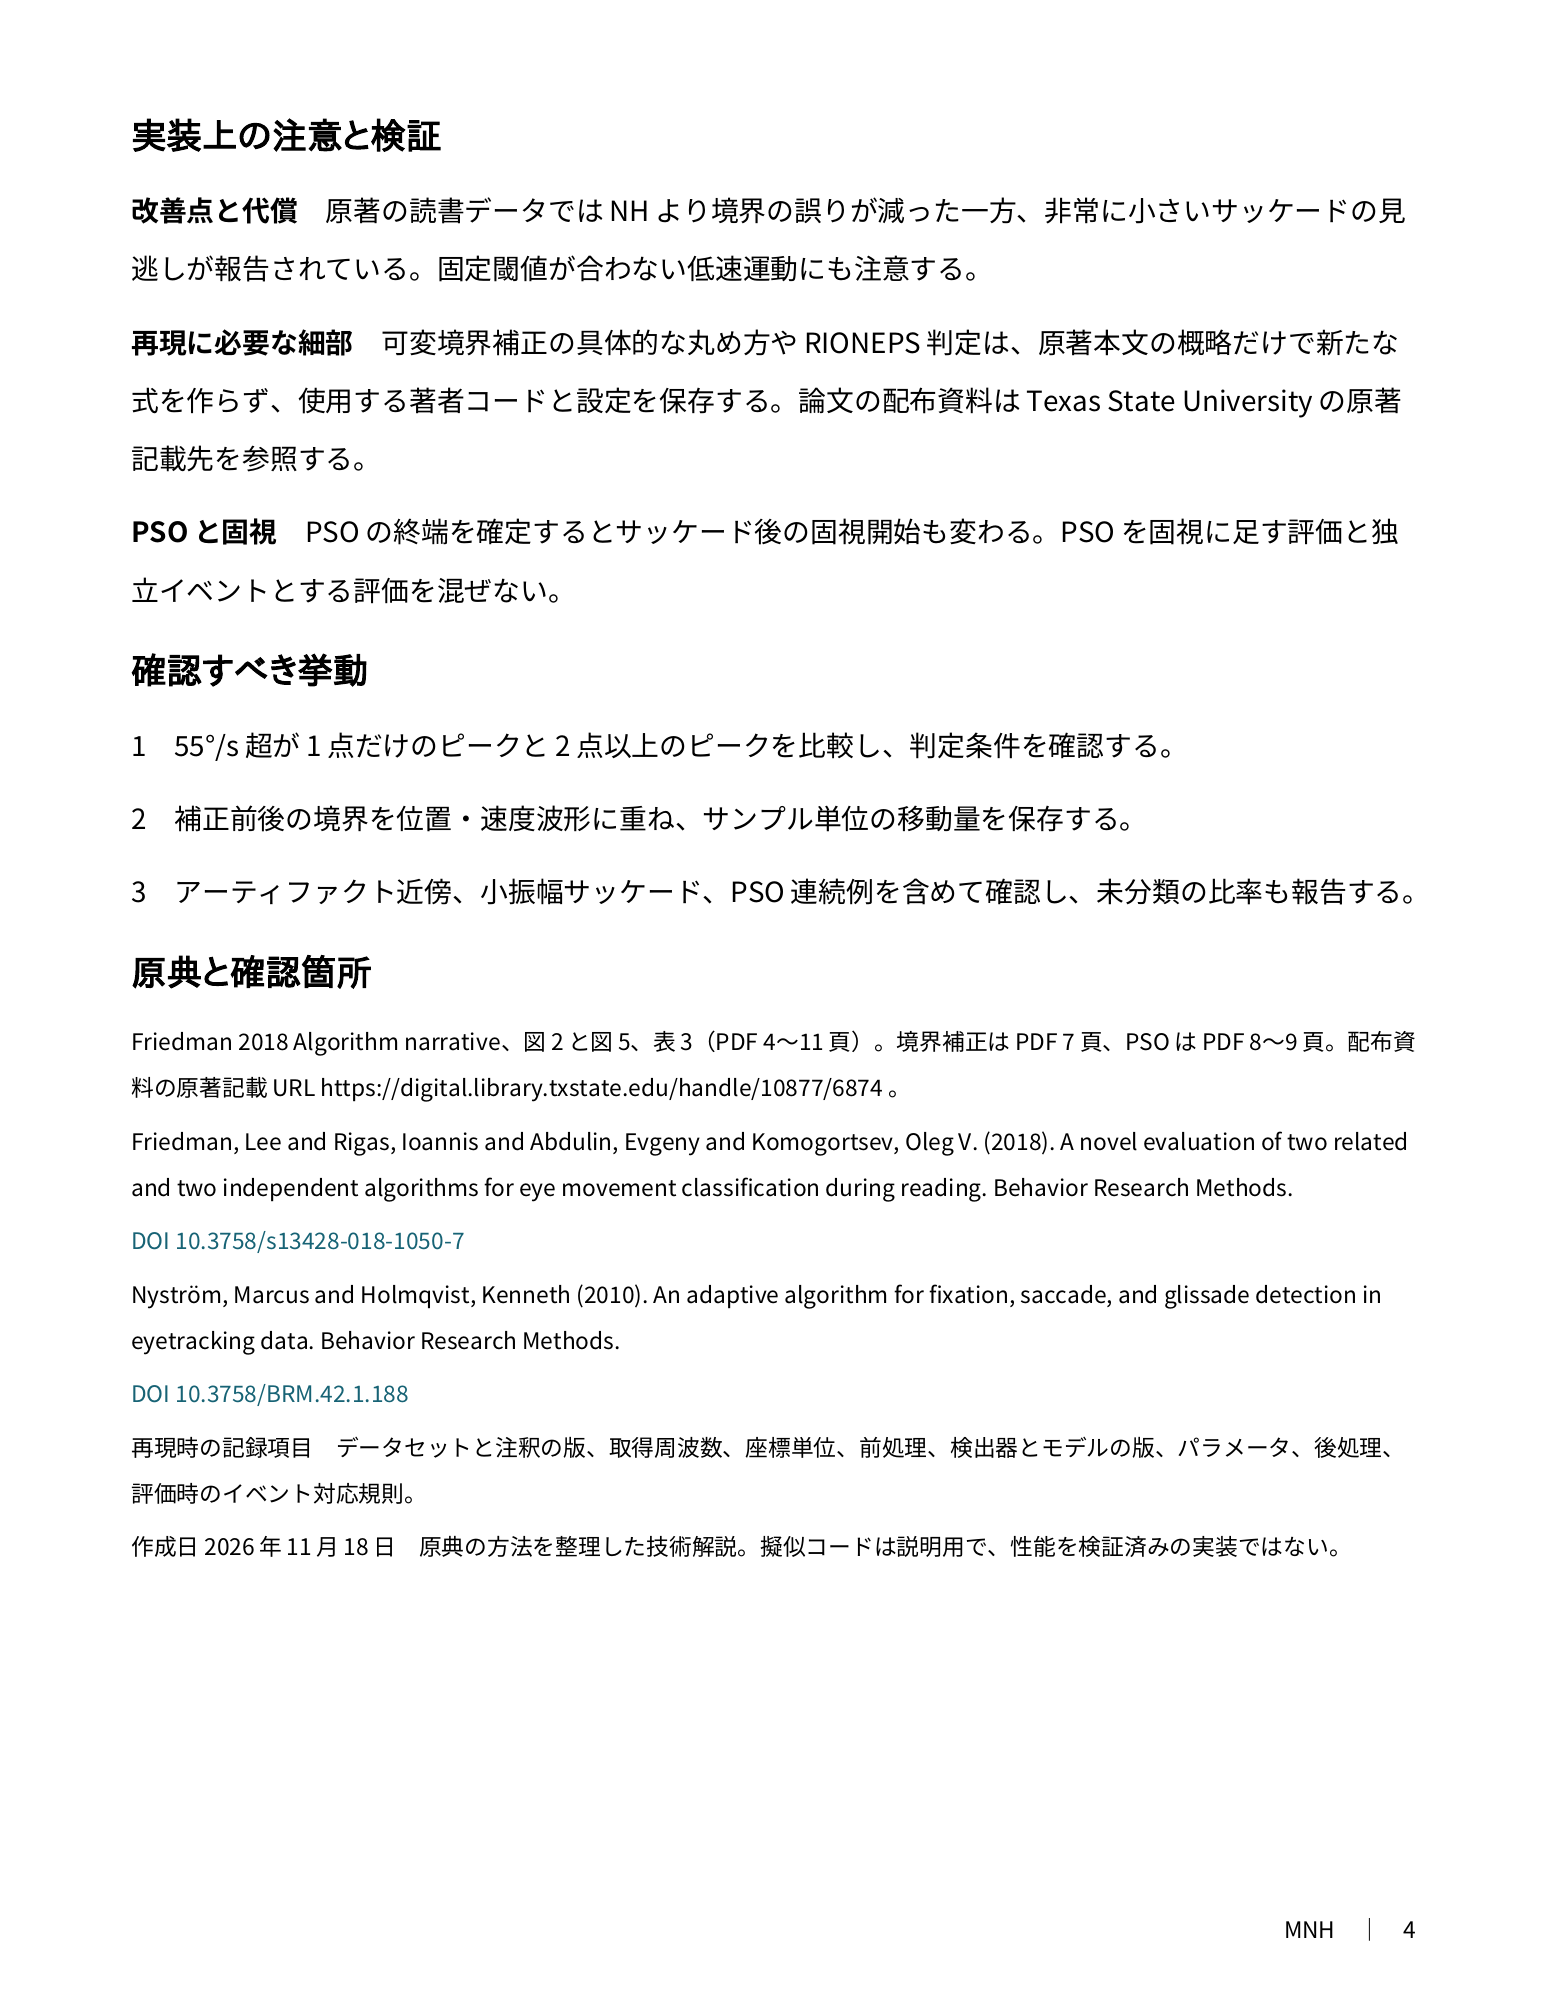 実装上の注意と検証
改善点と代償　原著の読書データでは NH より境界の誤りが減った一方、非常に小さいサッケードの見
逃しが報告されている。固定閾値が合わない低速運動にも注意する。
再現に必要な細部　可変境界補正の具体的な丸め方や RIONEPS 判定は、原著本文の概略だけで新たな
式を作らず、使用する著者コードと設定を保存する。論文の配布資料は Texas State University の原著
記載先を参照する。
PSO と固視　PSO の終端を確定するとサッケード後の固視開始も変わる。PSO を固視に足す評価と独
立イベントとする評価を混ぜない。
確認すべき挙動
1　55°/s 超が 1 点だけのピークと 2 点以上のピークを比較し、判定条件を確認する。
2　補正前後の境界を位置・速度波形に重ね、サンプル単位の移動量を保存する。
3　アーティファクト近傍、小振幅サッケード、PSO 連続例を含めて確認し、未分類の比率も報告する。
原典と確認箇所
Friedman 2018 Algorithm narrative、図 2 と図 5、表 3（PDF 4〜11 頁）。境界補正は PDF 7 頁、PSO は PDF 8〜9 頁。配布資
料の原著記載 URL https://digital.library.txstate.edu/handle/10877/6874 。
Friedman, Lee and Rigas, Ioannis and Abdulin, Evgeny and Komogortsev, Oleg V. (2018). A novel evaluation of two related
and two independent algorithms for eye movement classification during reading. Behavior Research Methods.
DOI 10.3758/s13428-018-1050-7
Nyström, Marcus and Holmqvist, Kenneth (2010). An adaptive algorithm for fixation, saccade, and glissade detection in
eyetracking data. Behavior Research Methods.
DOI 10.3758/BRM.42.1.188
再現時の記録項目　データセットと注釈の版、取得周波数、座標単位、前処理、検出器とモデルの版、パラメータ、後処理、
評価時のイベント対応規則。
作成日 2026 年 11 月 18 日　原典の方法を整理した技術解説。擬似コードは説明用で、性能を検証済みの実装ではない。
MNH | 4